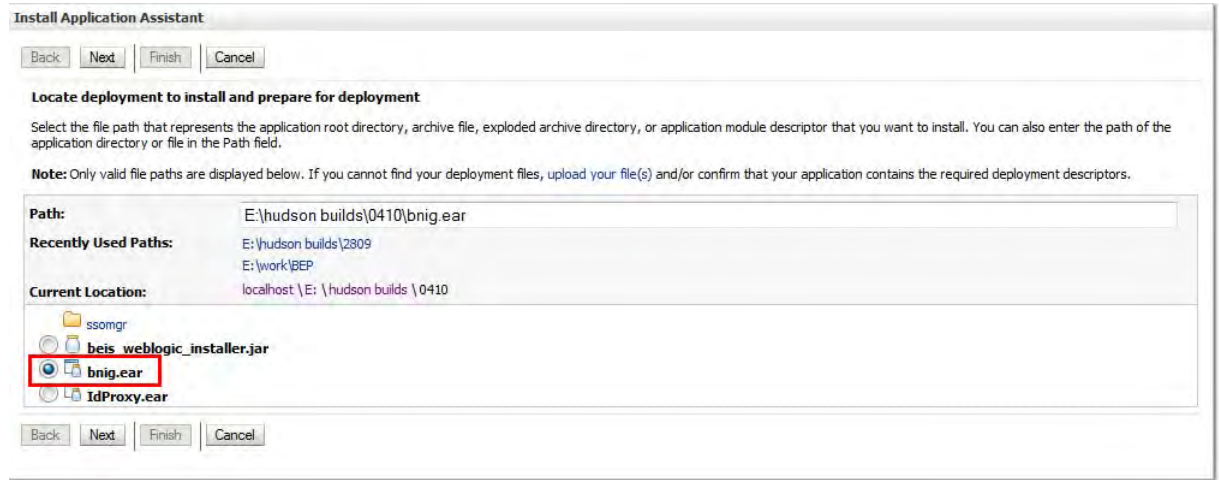 Install Application Assistant
Back Next Finish Cancel
Locate deployment to install and prepare for deployment
Select the file path that represents the application root directory, archive file, exploded archive directory, or application module descriptor that you want to install. You can also enter the path of the
application directory or file in the Path field.
Note: Only valid file paths are displayed below. If you cannot find your deployment files, upload your file(s) and/or confirm that your application contains the required deployment descriptors.
Path: E:\hudson builds\0410\bnig.ear
Recently Used Paths: E:\hudson builds\2809
E:\work\BEP
Current Location: localhost \E: \hudson builds \0410
ssomgr
beis_weblogic_installer.jar
bnig.ear
IdProxy.ear
Back Next Finish Cancel